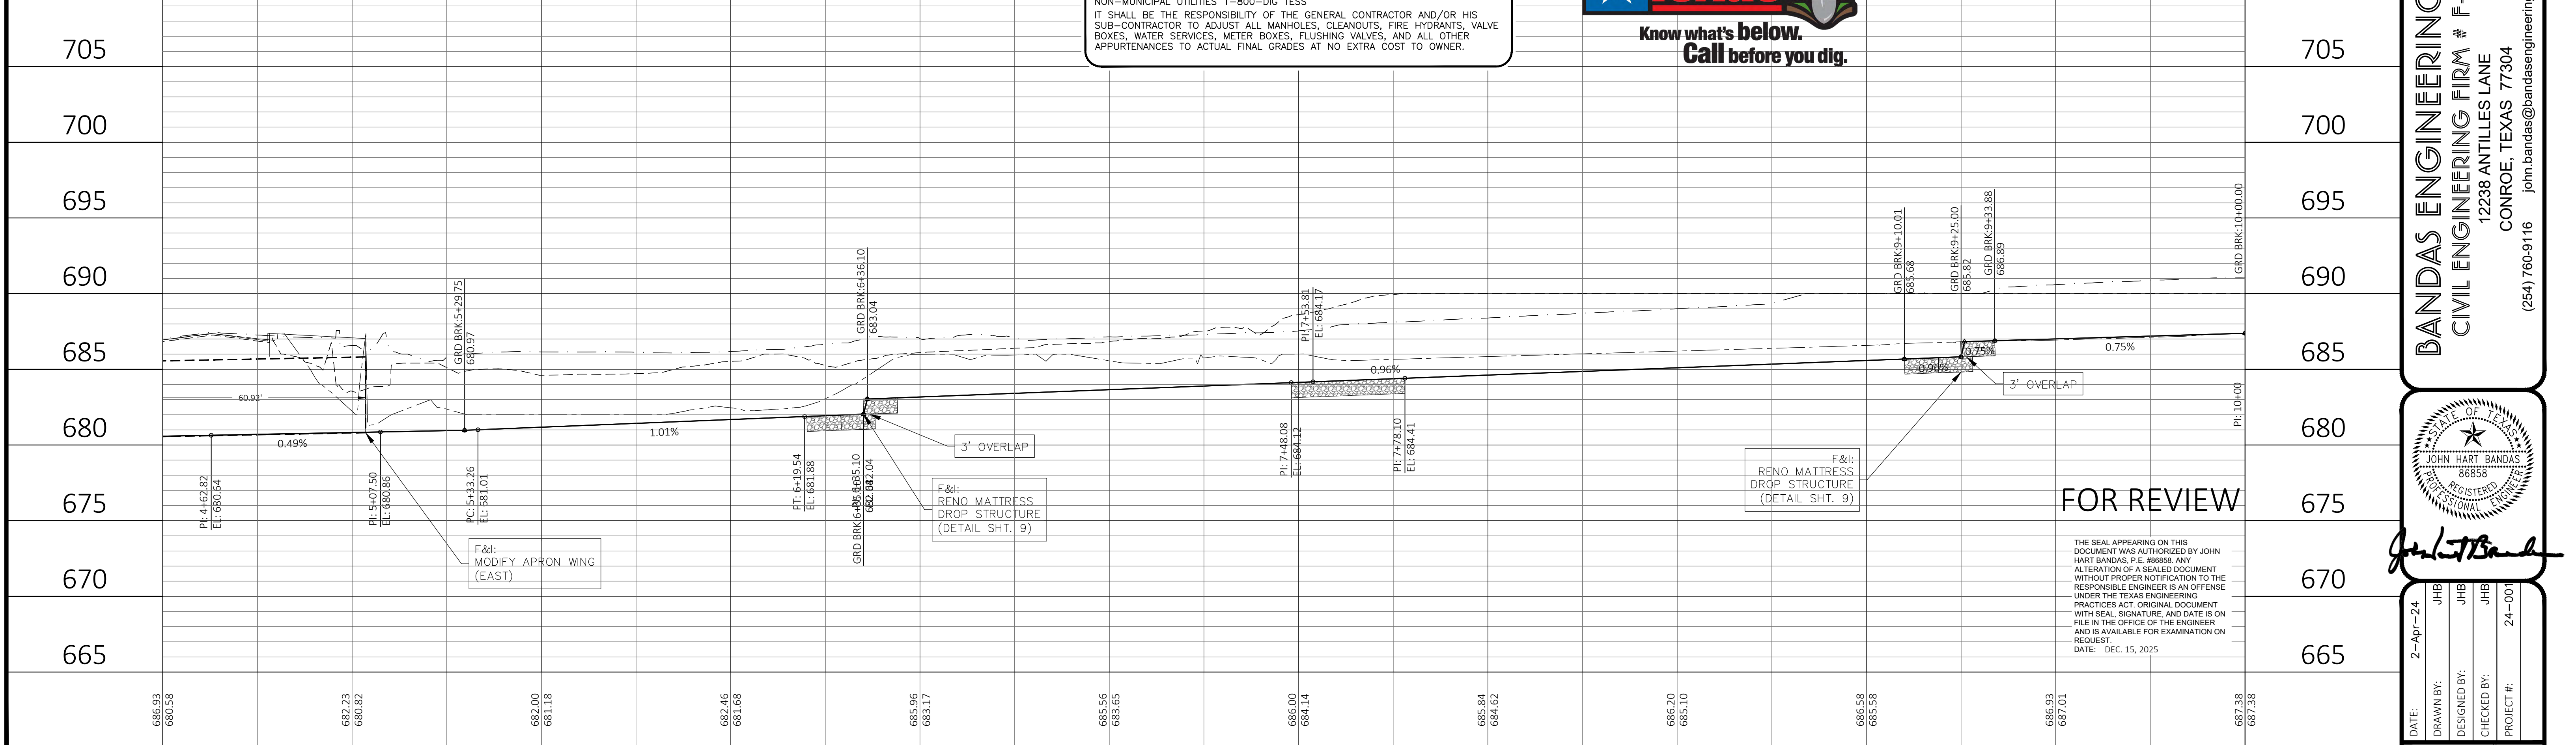 NON-MUNICIPAL UTILITIES 1-800-DIG TESS
IT SHALL BE THE RESPONSIBILITY OF THE GENERAL CONTRACTOR AND/OR HIS
SUB-CONTRACTOR TO ADJUST ALL MANHOLES, CLEANOUTS, FIRE HYDRANTS, VALVE
BOXES, WATER SERVICES, METER BOXES, FLUSHING VALVES, AND ALL OTHER
APPURTENANCES TO ACTUAL FINAL GRADES AT NO EXTRA COST TO OWNER.
Know what's below.
Call before you dig.
705
700
695
690
685
680
675
670
665
705
700
695
690
685
680
675
670
665
60.92'
0.49%
PI: 4+62.82
EL: 680.64
PI: 5+07.50
EL: 680.86
GRD BRK:5+29.75
680.97
PC: 5+33.26
EL: 681.01
F&I:
MODIFY APRON WING
(EAST)
1.01%
PT: 6+19.54
EL: 681.88
GRD BRK:6+36.10
683.04
3' OVERLAP
F&I:
RENO MATTRESS
DROP STRUCTURE
(DETAIL SHT. 9)
PI: 7+48.08
EL: 684.12
PI: 7+53.81
EL: 684.17
0.96%
PI: 7+78.10
EL: 684.41
GRD BRK:9+10.01
685.68
GRD BRK:9+25.00
685.82
GRD BRK:9+33.88
686.89
0.96%
0.75%
3' OVERLAP
F&I:
RENO MATTRESS
DROP STRUCTURE
(DETAIL SHT. 9)
0.75%
GRD BRK:10+00.00
PI: 10+00
FOR REVIEW
THE SEAL APPEARING ON THIS
DOCUMENT WAS AUTHORIZED BY JOHN
HART BANDAS, P.E. #86858. ANY
ALTERATION OF A SEALED DOCUMENT
WITHOUT PROPER NOTIFICATION TO THE
RESPONSIBLE ENGINEER IS AN OFFENSE
UNDER THE TEXAS ENGINEERING
PRACTICES ACT. ORIGINAL DOCUMENT
WITH SEAL, SIGNATURE, AND DATE IS ON
FILE IN THE OFFICE OF THE ENGINEER
AND IS AVAILABLE FOR EXAMINATION ON
REQUEST.
DATE: DEC. 15, 2025
686.93
680.58
682.23
680.82
682.00
681.18
682.46
681.68
685.96
683.17
685.56
683.65
686.00
684.14
685.84
684.62
686.20
685.10
686.58
685.58
686.93
687.01
687.38
687.38
BANDAS ENGINEERING
CIVIL ENGINEERING FIRM # F-
12238 ANTILLES LANE
CONROE, TEXAS 77304
(254) 760-9116 john.bandas@bandasengineering
STATE OF TEXAS
JOHN HART BANDAS
86858
REGISTERED
PROFESSIONAL ENGINEER
DATE: 2-Apr-24
DRAWN BY: JHB
DESIGNED BY: JHB
CHECKED BY: JHB
PROJECT #: 24-001